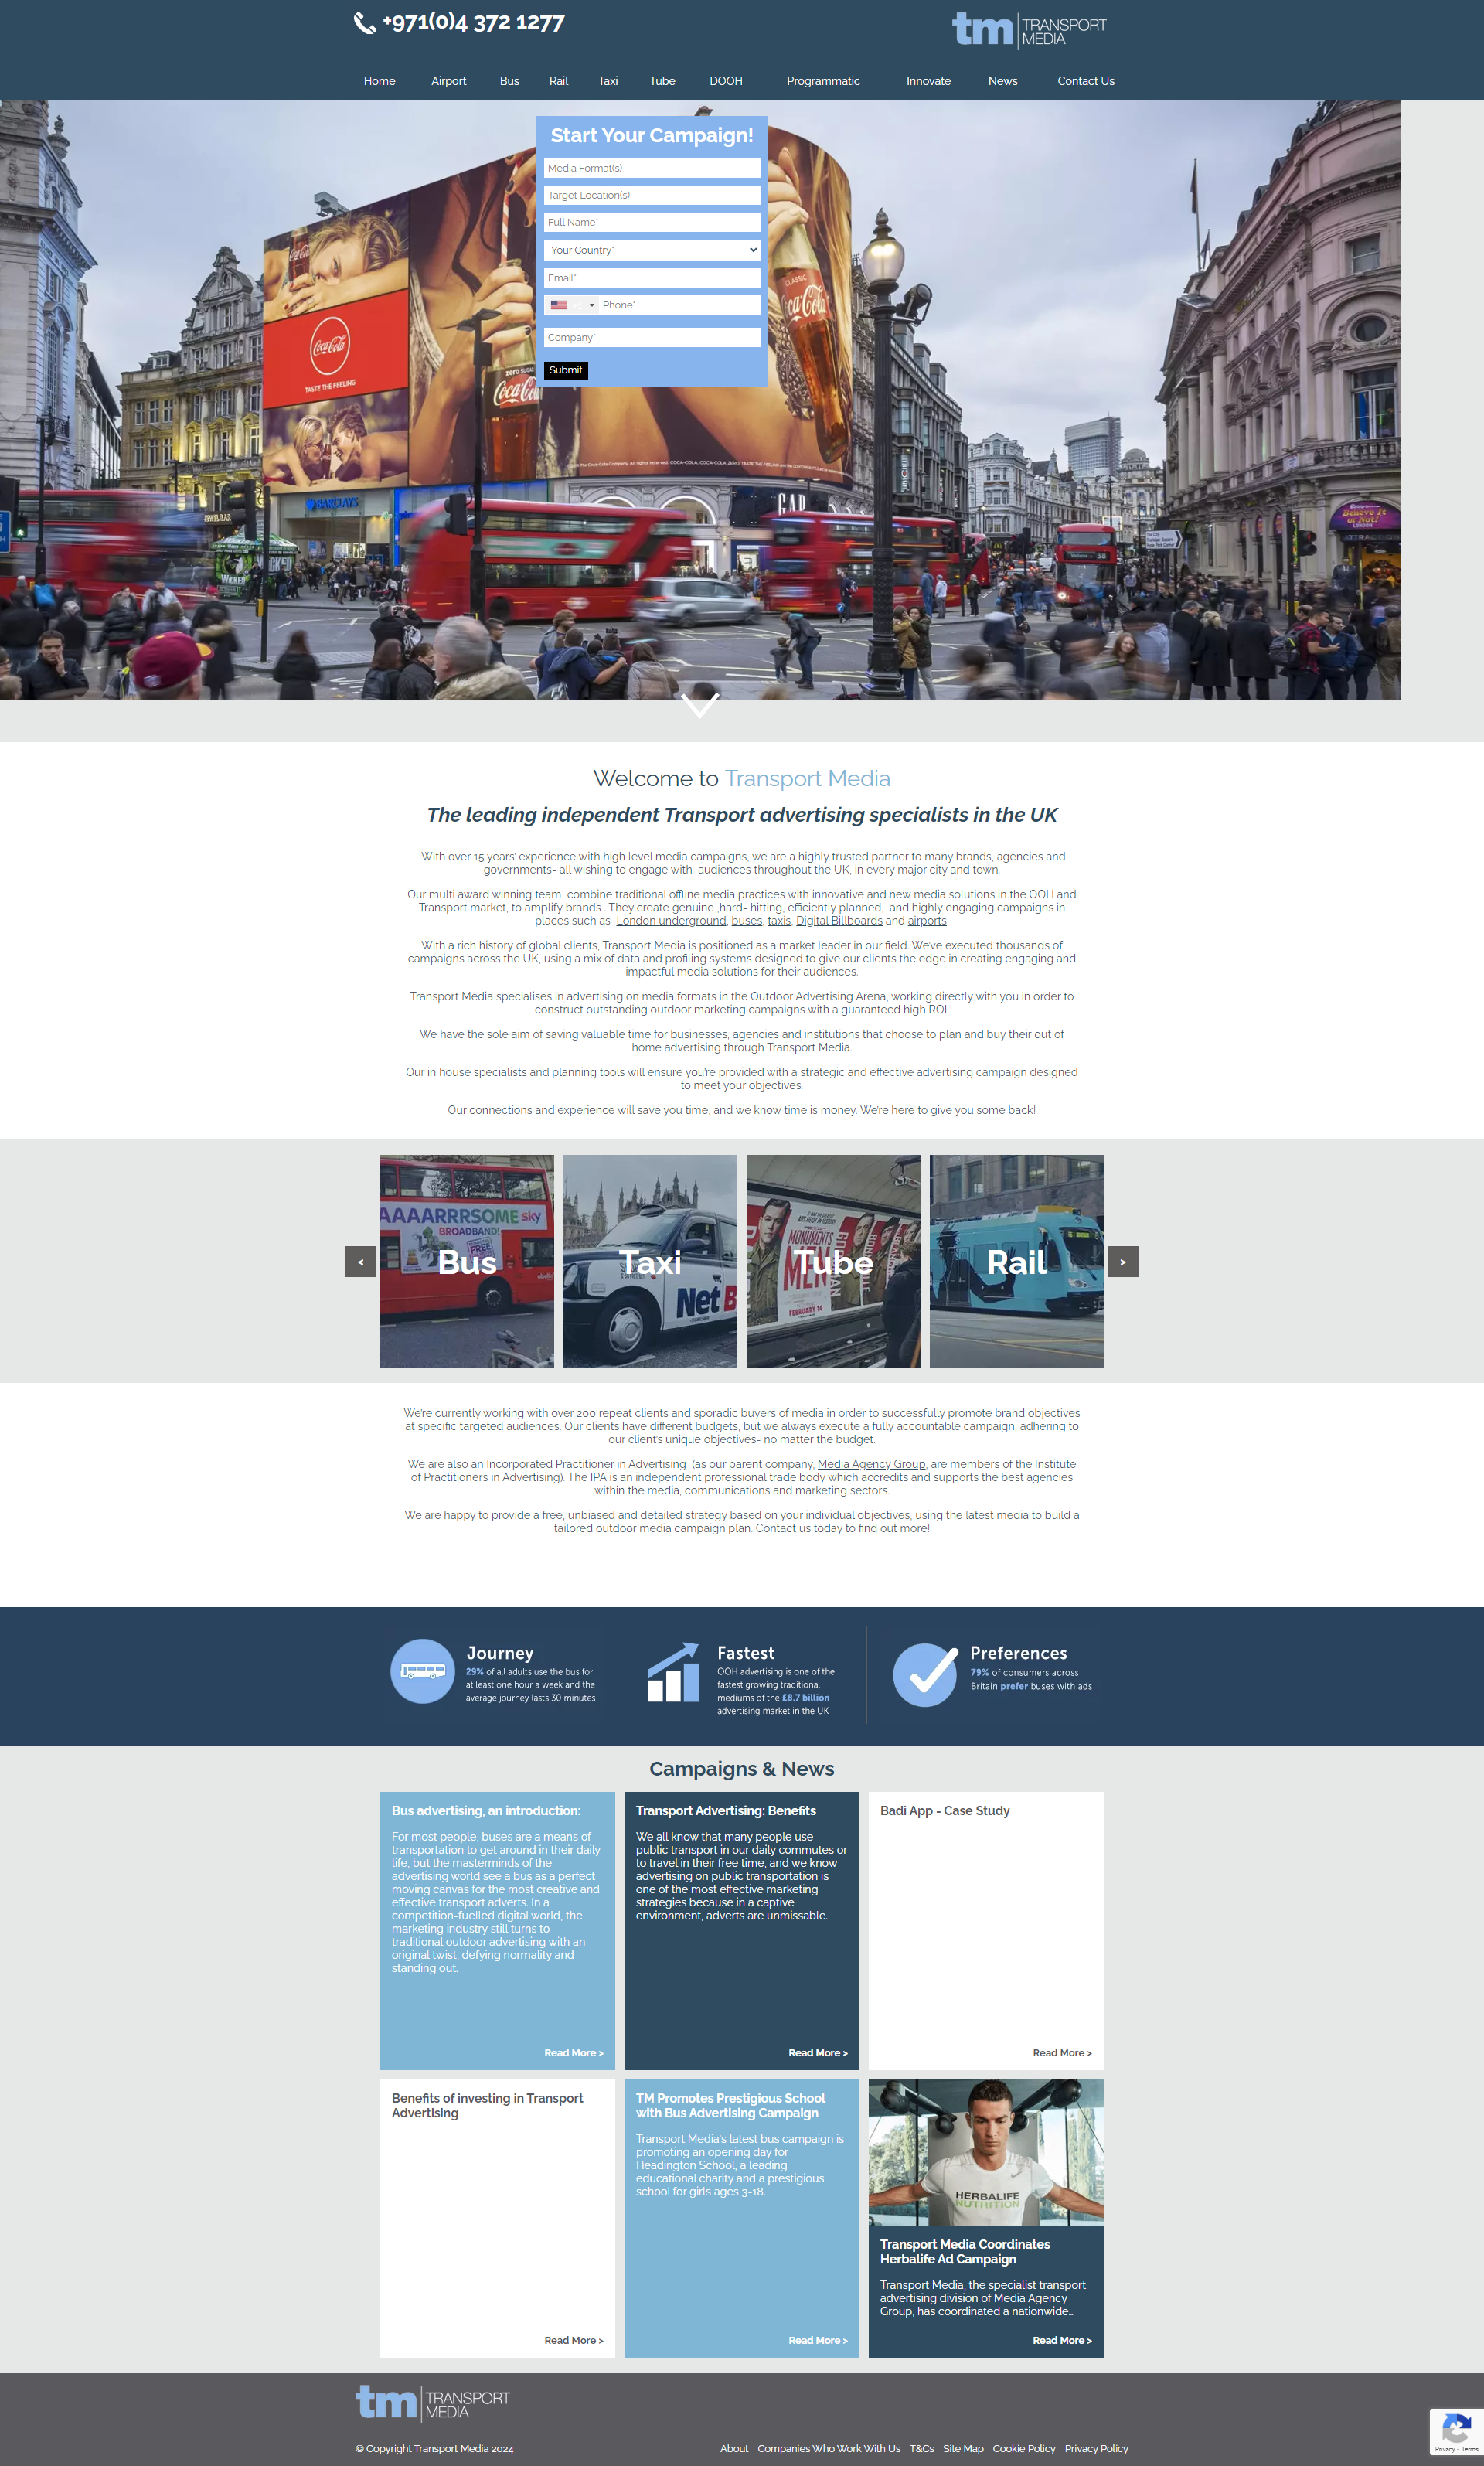 +971(0)4 372 1277
tm TRANSPORT
MEDIA
Home Airport Bus Rail Taxi Tube DOOH Programmatic Innovate News Contact Us
Start Your Campaign!
Media Format(s)
Target Location(s)
Full Name*
Your Country*
Email*
Phone*
Company*
Submit
Coca-Cola
TASTE THE FEELING
CLASSIC
Coca-Cola
ZERO SUGAR
Coca-Cola
BARCLAYS
GAP
WICKED
Believe It
or Not!
LONDON
Welcome to Transport Media
The leading independent Transport advertising specialists in the UK
With over 15 years' experience with high level media campaigns, we are a highly trusted partner to many brands, agencies and
governments- all wishing to engage with audiences throughout the UK, in every major city and town.
Our multi award winning team combine traditional offline media practices with innovative and new media solutions in the OOH and
Transport market, to amplify brands . They create genuine ,hard- hitting, efficiently planned, and highly engaging campaigns in
places such as London underground, buses, taxis, Digital Billboards and airports.
With a rich history of global clients, Transport Media is positioned as a market leader in our field. We've executed thousands of
campaigns across the UK, using a mix of data and profiling systems designed to give our clients the edge in creating engaging and
impactful media solutions for their audiences.
Transport Media specialises in advertising on media formats in the Outdoor Advertising Arena, working directly with you in order to
construct outstanding outdoor marketing campaigns with a guaranteed high ROI.
We have the sole aim of saving valuable time for businesses, agencies and institutions that choose to plan and buy their out of
home advertising through Transport Media.
Our in house specialists and planning tools will ensure you're provided with a strategic and effective advertising campaign designed
to meet your objectives.
Our connections and experience will save you time, and we know time is money. We're here to give you some back!
AAAARRRSOME sky
BROADBAND!
FREE
Net B
MONUMENTS
MEN
FEBRUARY 14
< Bus Taxi Tube Rail >
We're currently working with over 200 repeat clients and sporadic buyers of media in order to successfully promote brand objectives
at specific targeted audiences. Our clients have different budgets, but we always execute a fully accountable campaign, adhering to
our client's unique objectives- no matter the budget.
We are also an Incorporated Practitioner in Advertising (as our parent company, Media Agency Group, are members of the Institute
of Practitioners in Advertising). The IPA is an independent professional trade body which accredits and supports the best agencies
within the media, communications and marketing sectors.
We are happy to provide a free, unbiased and detailed strategy based on your individual objectives, using the latest media to build a
tailored outdoor media campaign plan. Contact us today to find out more!
Journey
29% of all adults use the bus for
at least one hour a week and the
average journey lasts 30 minutes
Fastest
OOH advertising is one of the
fastest growing traditional
mediums of the £8.7 billion
advertising market in the UK
Preferences
79% of consumers across
Britain prefer buses with ads
Campaigns & News
Bus advertising, an introduction:
For most people, buses are a means of
transportation to get around in their daily
life, but the masterminds of the
advertising world see a bus as a perfect
moving canvas for the most creative and
effective transport adverts. In a
competition-fuelled digital world, the
marketing industry still turns to
traditional outdoor advertising with an
original twist, defying normality and
standing out.
Read More >
Transport Advertising: Benefits
We all know that many people use
public transport in our daily commutes or
to travel in their free time, and we know
advertising on public transportation is
one of the most effective marketing
strategies because in a captive
environment, adverts are unmissable.
Read More >
Badi App - Case Study
Read More >
Benefits of investing in Transport
Advertising
Read More >
TM Promotes Prestigious School
with Bus Advertising Campaign
Transport Media's latest bus campaign is
promoting an opening day for
Headington School, a leading
educational charity and a prestigious
school for girls ages 3-18.
Read More >
HERBALIFE
NUTRITION
Transport Media Coordinates
Herbalife Ad Campaign
Transport Media, the specialist transport
advertising division of Media Agency
Group, has coordinated a nationwide...
Read More >
tm TRANSPORT
MEDIA
© Copyright Transport Media 2024
About Companies Who Work With Us T&Cs Site Map Cookie Policy Privacy Policy
Privacy - Terms